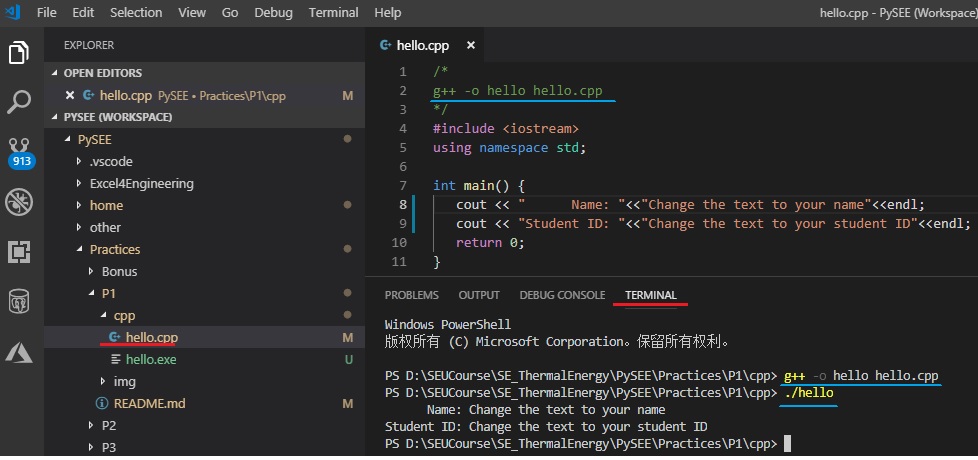 File Edit Selection View Go Debug Terminal Help hello.cpp - PySEE (Workspace)
EXPLORER
OPEN EDITORS
hello.cpp PySEE • Practices\P1\cpp M
PYSEE (WORKSPACE)
PySEE
.vscode
Excel4Engineering
home
other
Practices
Bonus
P1
cpp
hello.cpp M
hello.exe U
img
README.md M
P2
P3
913
hello.cpp
1 /*
2 g++ -o hello hello.cpp
3 */
4 #include <iostream>
5 using namespace std;
6
7 int main() {
8 cout << "      Name: "<<"Change the text to your name"<<endl;
9 cout << "Student ID: "<<"Change the text to your student ID"<<endl;
10 return 0;
11 }
PROBLEMS OUTPUT DEBUG CONSOLE TERMINAL
Windows PowerShell
版权所有 (C) Microsoft Corporation。保留所有权利。
PS D:\SEUCourse\SE_ThermalEnergy\PySEE\Practices\P1\cpp> g++ -o hello hello.cpp
PS D:\SEUCourse\SE_ThermalEnergy\PySEE\Practices\P1\cpp> ./hello
      Name: Change the text to your name
Student ID: Change the text to your student ID
PS D:\SEUCourse\SE_ThermalEnergy\PySEE\Practices\P1\cpp>